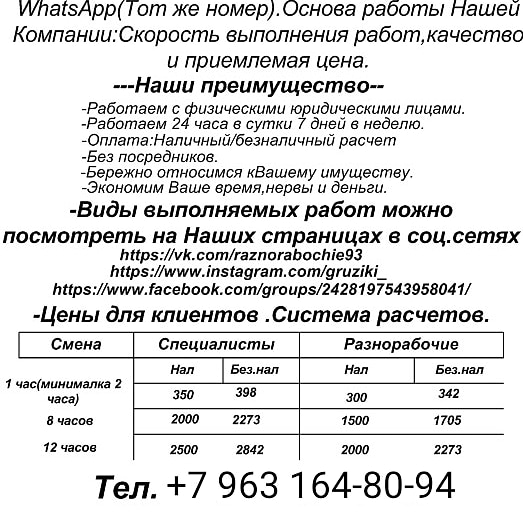 WhatsApp(Тот же номер).Основа работы Нашей
Компании:Скорость выполнения работ,качество
и приемлемая цена.
---Наши преимущество--
-Работаем с физическими юридическими лицами.
-Работаем 24 часа в сутки 7 дней в неделю.
-Оплата:Наличный/безналичный расчет
-Без посредников.
-Бережно относимся кВашему имуществу.
-Экономим Ваше время,нервы и деньги.
-Виды выполняемых работ можно
посмотреть на Наших страницах в соц.сетях
https://vk.com/raznorabochie93
https://www.instagram.com/gruziki_
https://www.facebook.com/groups/2428197543958041/
-Цены для клиентов .Система расчетов.
Смена Специалисты Разнорабочие
Нал Без.нал Нал Без.нал
1 час(минималка 2
часа) 350 398 300 342
8 часов 2000 2273 1500 1705
12 часов 2500 2842 2000 2273
Тел. +7 963 164-80-94